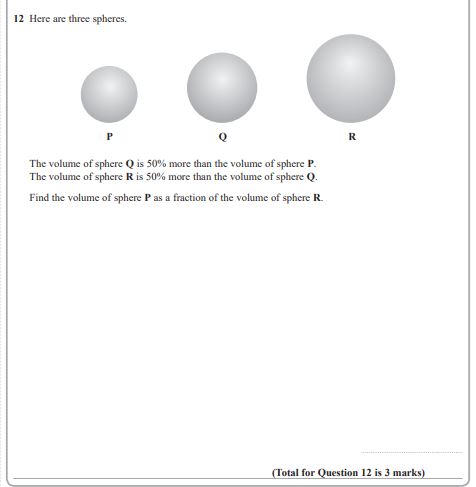 12 Here are three spheres.
P Q R
The volume of sphere Q is 50% more than the volume of sphere P.
The volume of sphere R is 50% more than the volume of sphere Q.
Find the volume of sphere P as a fraction of the volume of sphere R.
(Total for Question 12 is 3 marks)